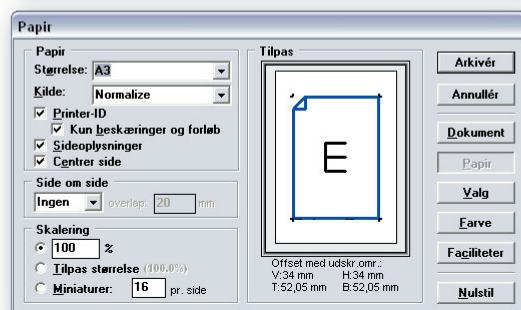 Papir
Papir
Størrelse: A3
Kilde: Normalize
Printer-ID
Kun beskæringer og forløb
Sideoplysninger
Centrer side
Side om side
Ingen overlap: 20 mm
Skalering
100 %
Tilpas størrelse (100.0%)
Miniaturer: 16 pr. side
Tilpas
E
Offset med udskr.omr.:
V:34 mm H:34 mm
T:52,05 mm B:52,05 mm
Arkivér
Annullér
Dokument
Papir
Valg
Farve
Faciliteter
Nulstil